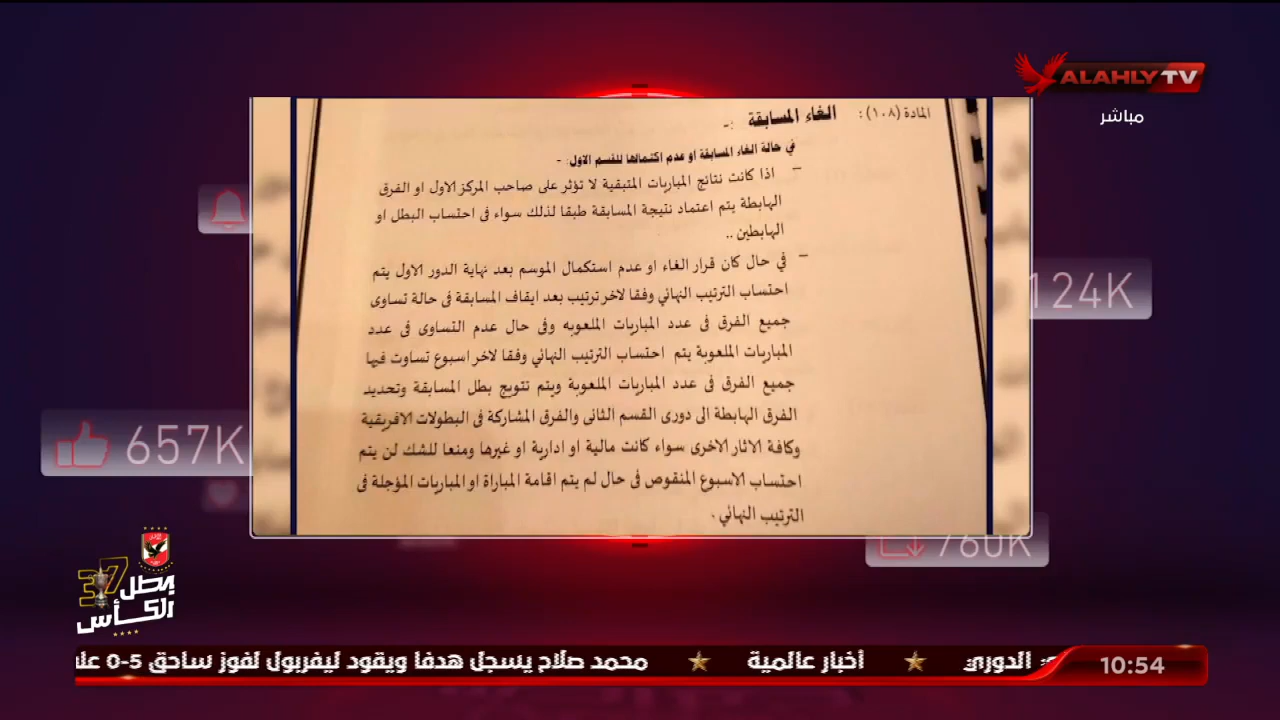 ALAHLY TV
مباشر
المادة (١٠٨) : الغاء المسابقة :-
في حالة الغاء المسابقة او عدم اكتمالها للقسم الاول: -
– اذا كانت نتائج المباريات المتبقية لا تؤثر على صاحب المركز الاول او الفرق
الهابطة يتم اعتماد نتيجة المسابقة طبقا لذلك سواء فى احتساب البطل او
الهابطين ..
– في حال كان قرار الغاء او عدم استكمال الموسم بعد نهاية الدور الاول يتم
احتساب الترتيب النهائي وفقا لاخر ترتيب بعد ايقاف المسابقة فى حالة تساوى
جميع الفرق فى عدد المباريات الملعوبه وفى حال عدم التساوى فى عدد
المباريات الملعوبة يتم احتساب الترتيب النهائي وفقا لاخر اسبوع تساوت فيها
جميع الفرق فى عدد المباريات الملعوبة ويتم تتويج بطل المسابقة وتحديد
الفرق الهابطة الى دورى القسم الثانى والفرق المشاركة فى البطولات الافريقية
وكافة الاثار الاخرى سواء كانت مالية او ادارية او غيرها ومنعا للشك لن يتم
احتساب الاسبوع المنقوص فى حال لم يتم اقامة المباراة او المباريات المؤجلة فى
الترتيب النهائي .
124K
657K
760K
37
بطل
الكأس
الدوري ★ أخبار عالمية ★ محمد صلاح يسجل هدفا ويقود ليفربول لفوز ساحق 5-0
10:54